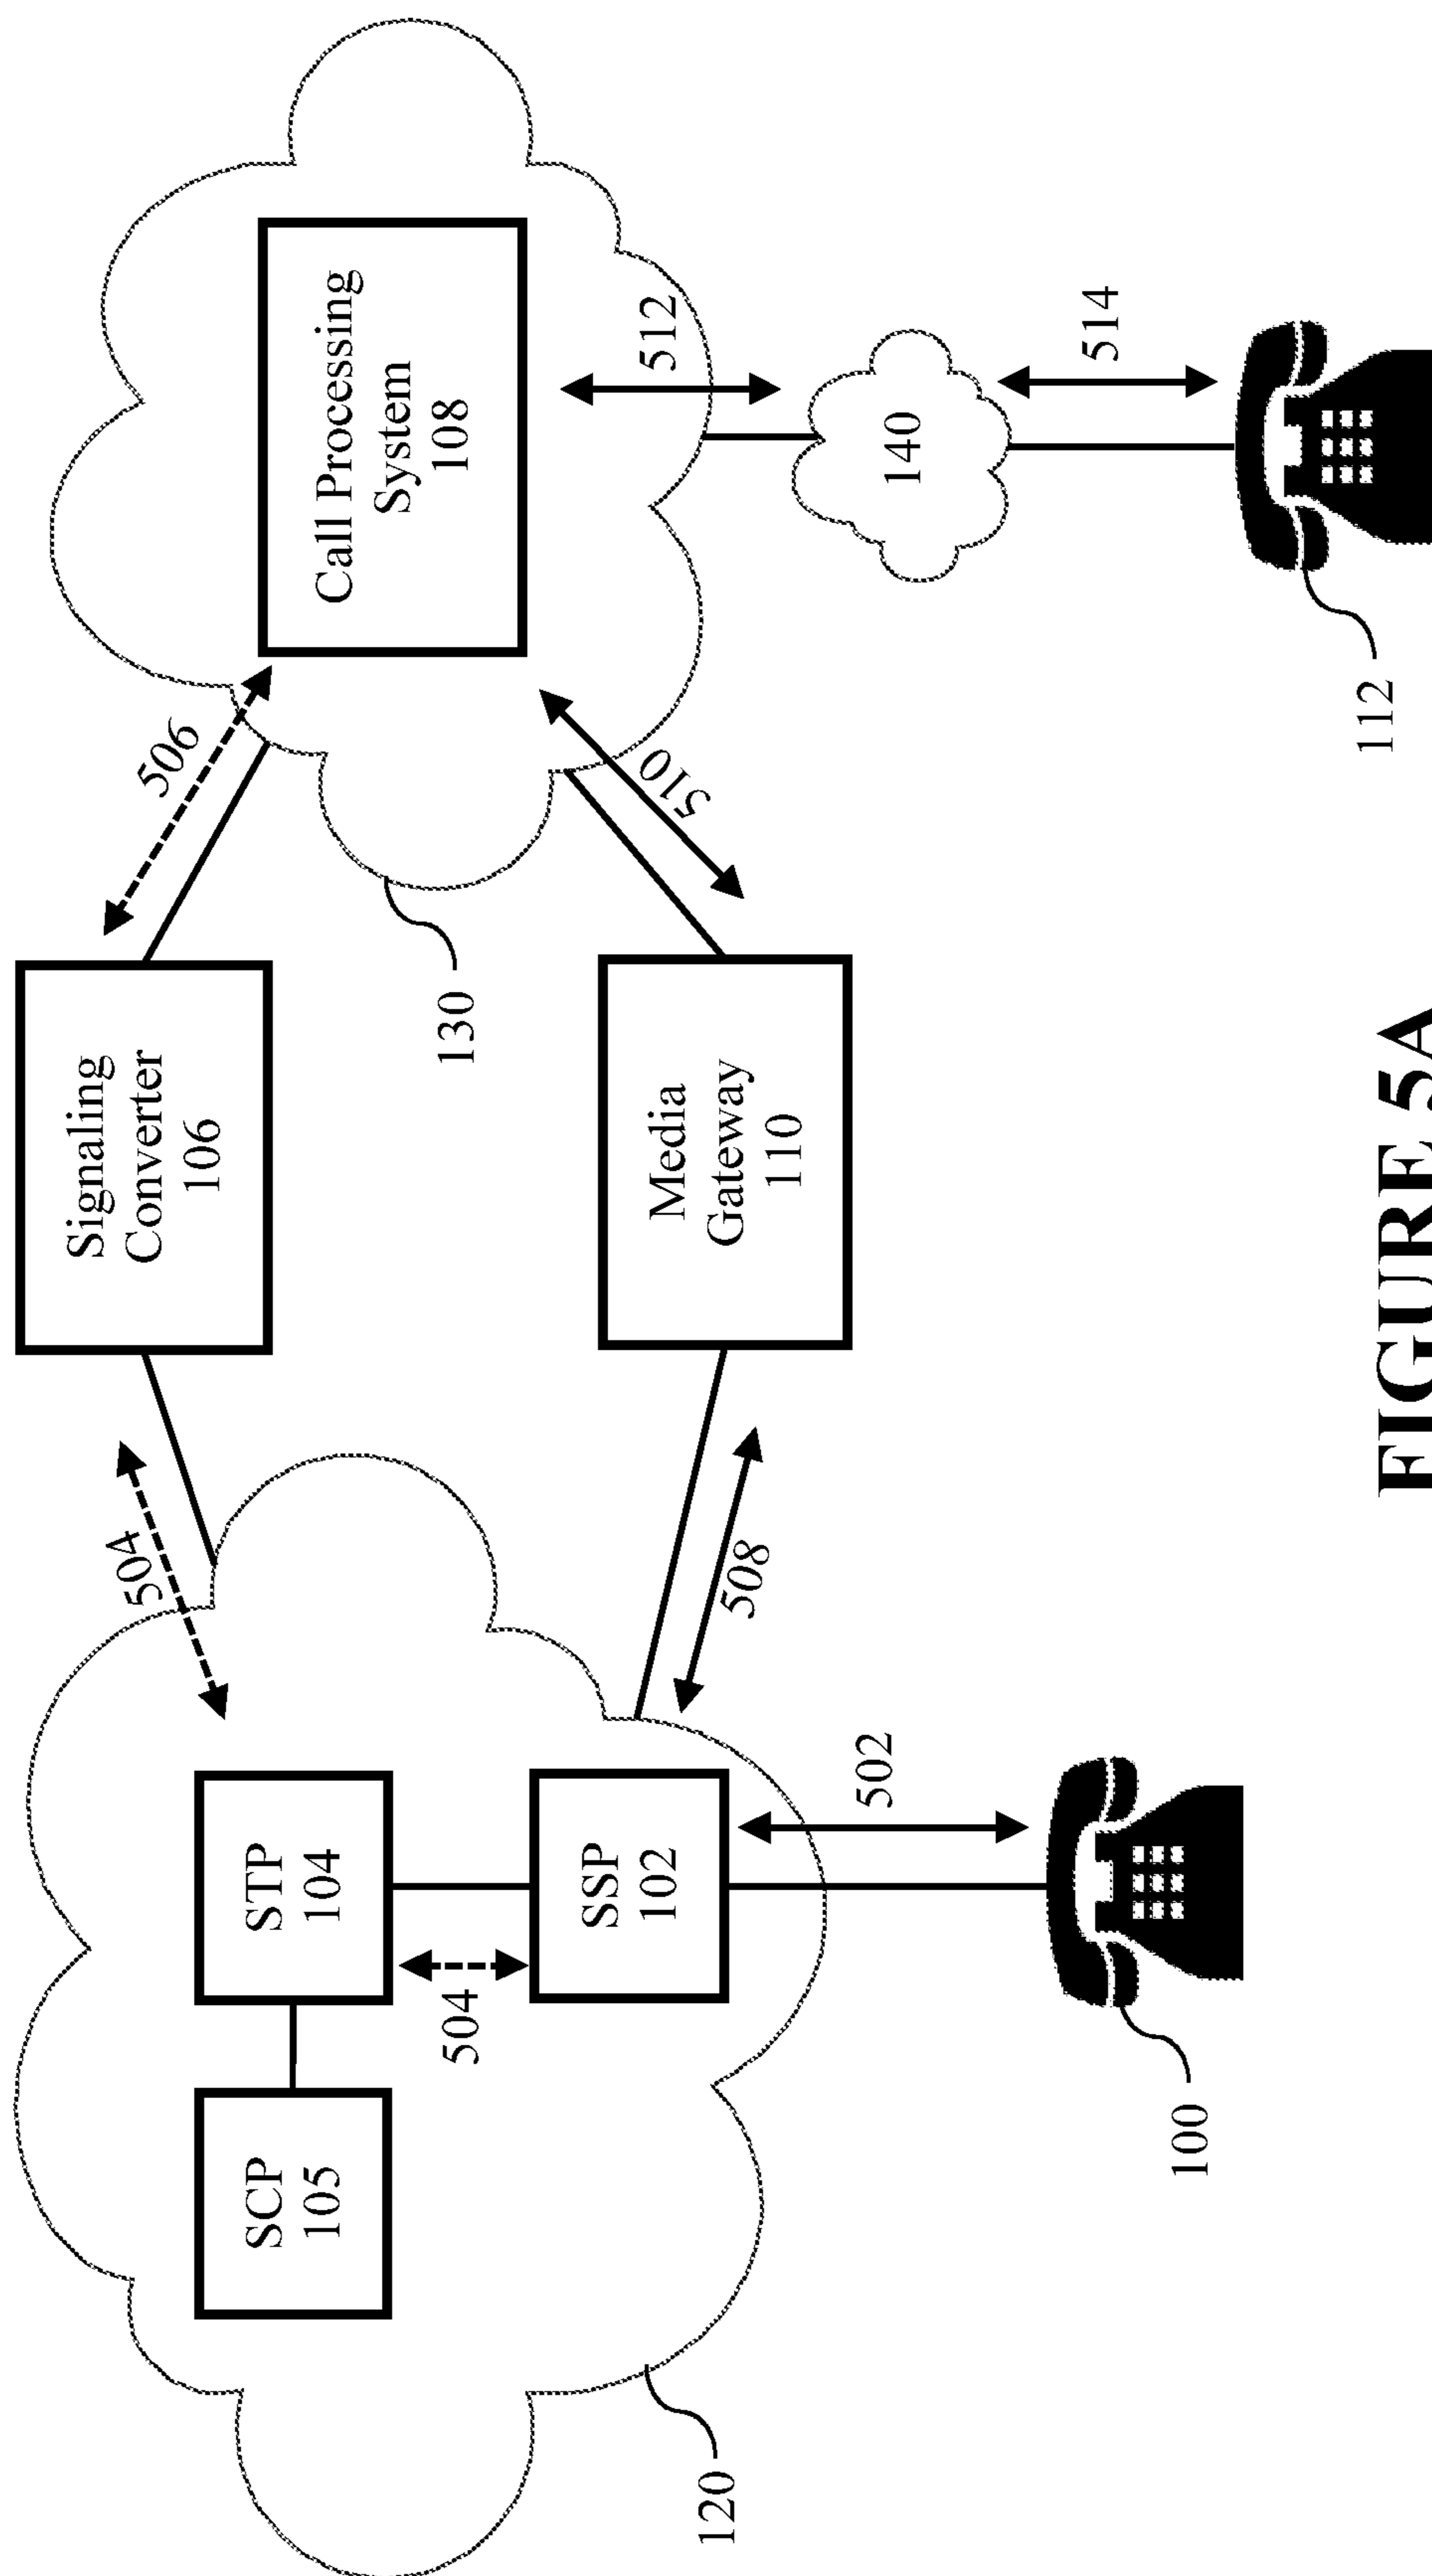 506
Signaling
Converter
106
504
Call Processing
System
108
130
510
512
140
514
112
Media
Gateway
110
508
STP
104
SCP
105
504
SSP
102
502
100
120
FIGURE 5A